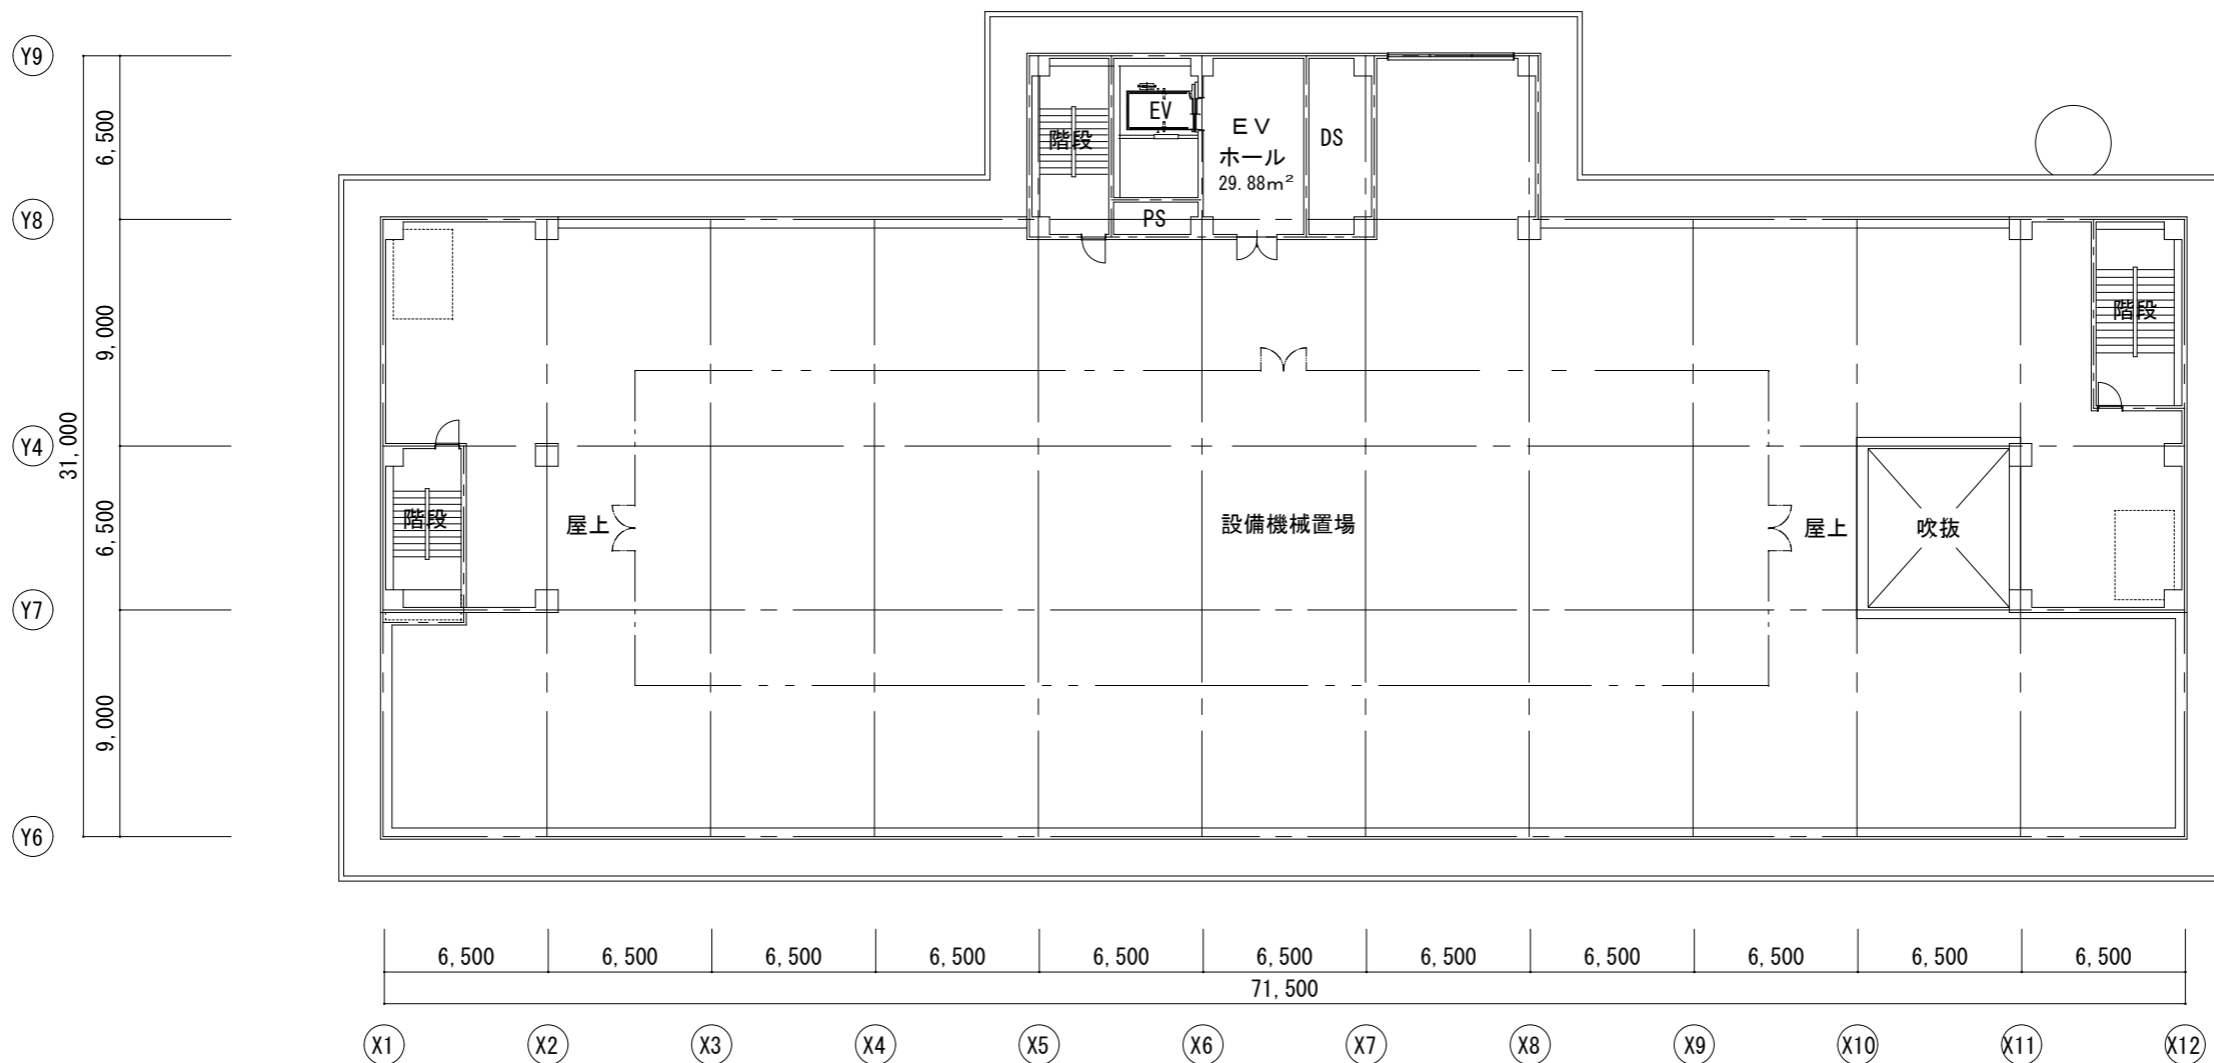 Y9
6,500
EV
階段
EV
ホール
29.88m²
DS
Y8
PS
9,000
階段
Y4
31,000
6,500
階段
屋上
設備機械置場
屋上
吹抜
Y7
9,000
Y6
6,500 6,500 6,500 6,500 6,500 6,500 6,500 6,500 6,500 6,500 6,500
71,500
X1 X2 X3 X4 X5 X6 X7 X8 X9 X10 X11 X12